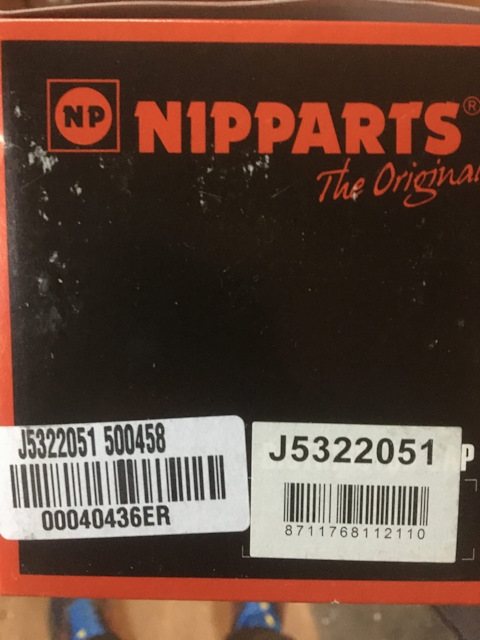 NP NIPPARTS®
The Original
J5322051 500458
00040436ER
J5322051
8711768112110
P